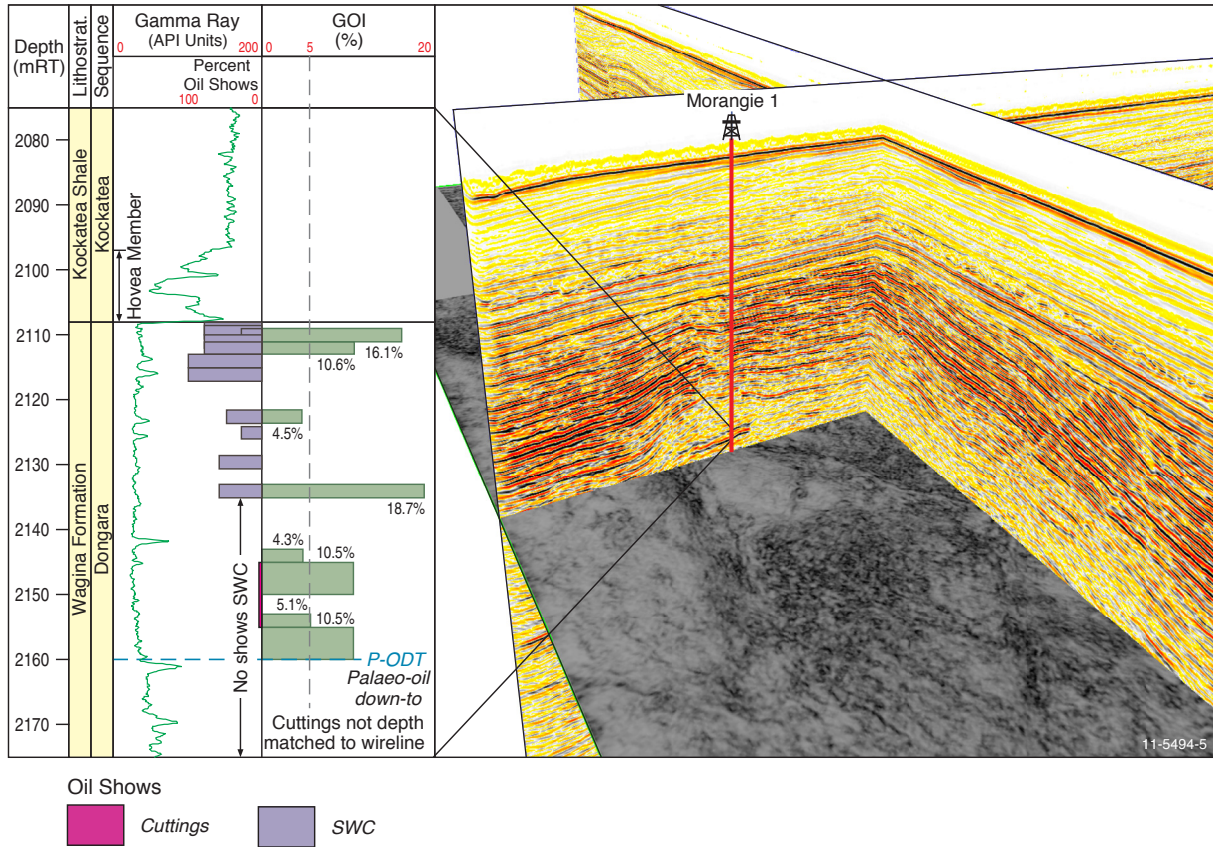 Depth
(mRT)
Lithostrat.
Sequence
Gamma Ray
(API Units)
0
200
Percent
Oil Shows
100
0
GOI
(%)
0
5
20
2080
2090
2100
2110
2120
2130
2140
2150
2160
2170
Kockatea Shale
Kockatea
Hovea Member
Wagina Formation
Dongara
No shows SWC
16.1%
10.6%
4.5%
18.7%
4.3%
10.5%
5.1%
10.5%
P-ODT
Palaeo-oil
down-to
Cuttings not depth
matched to wireline
Morangie 1
11-5494-5
Oil Shows
Cuttings
SWC